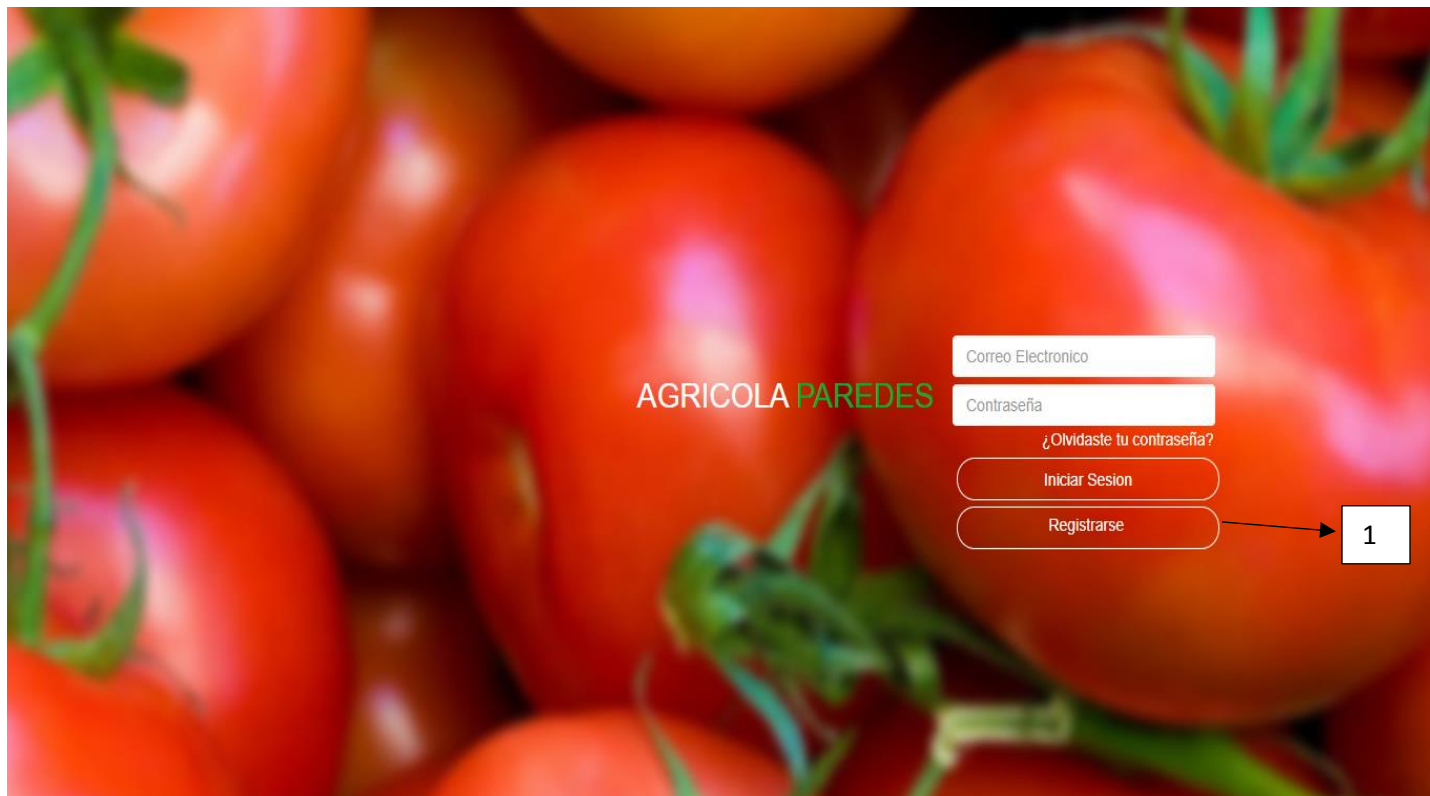 AGRICOLA PAREDES
Correo Electronico
Contraseña
¿Olvidaste tu contraseña?
Iniciar Sesion
Registrarse
1